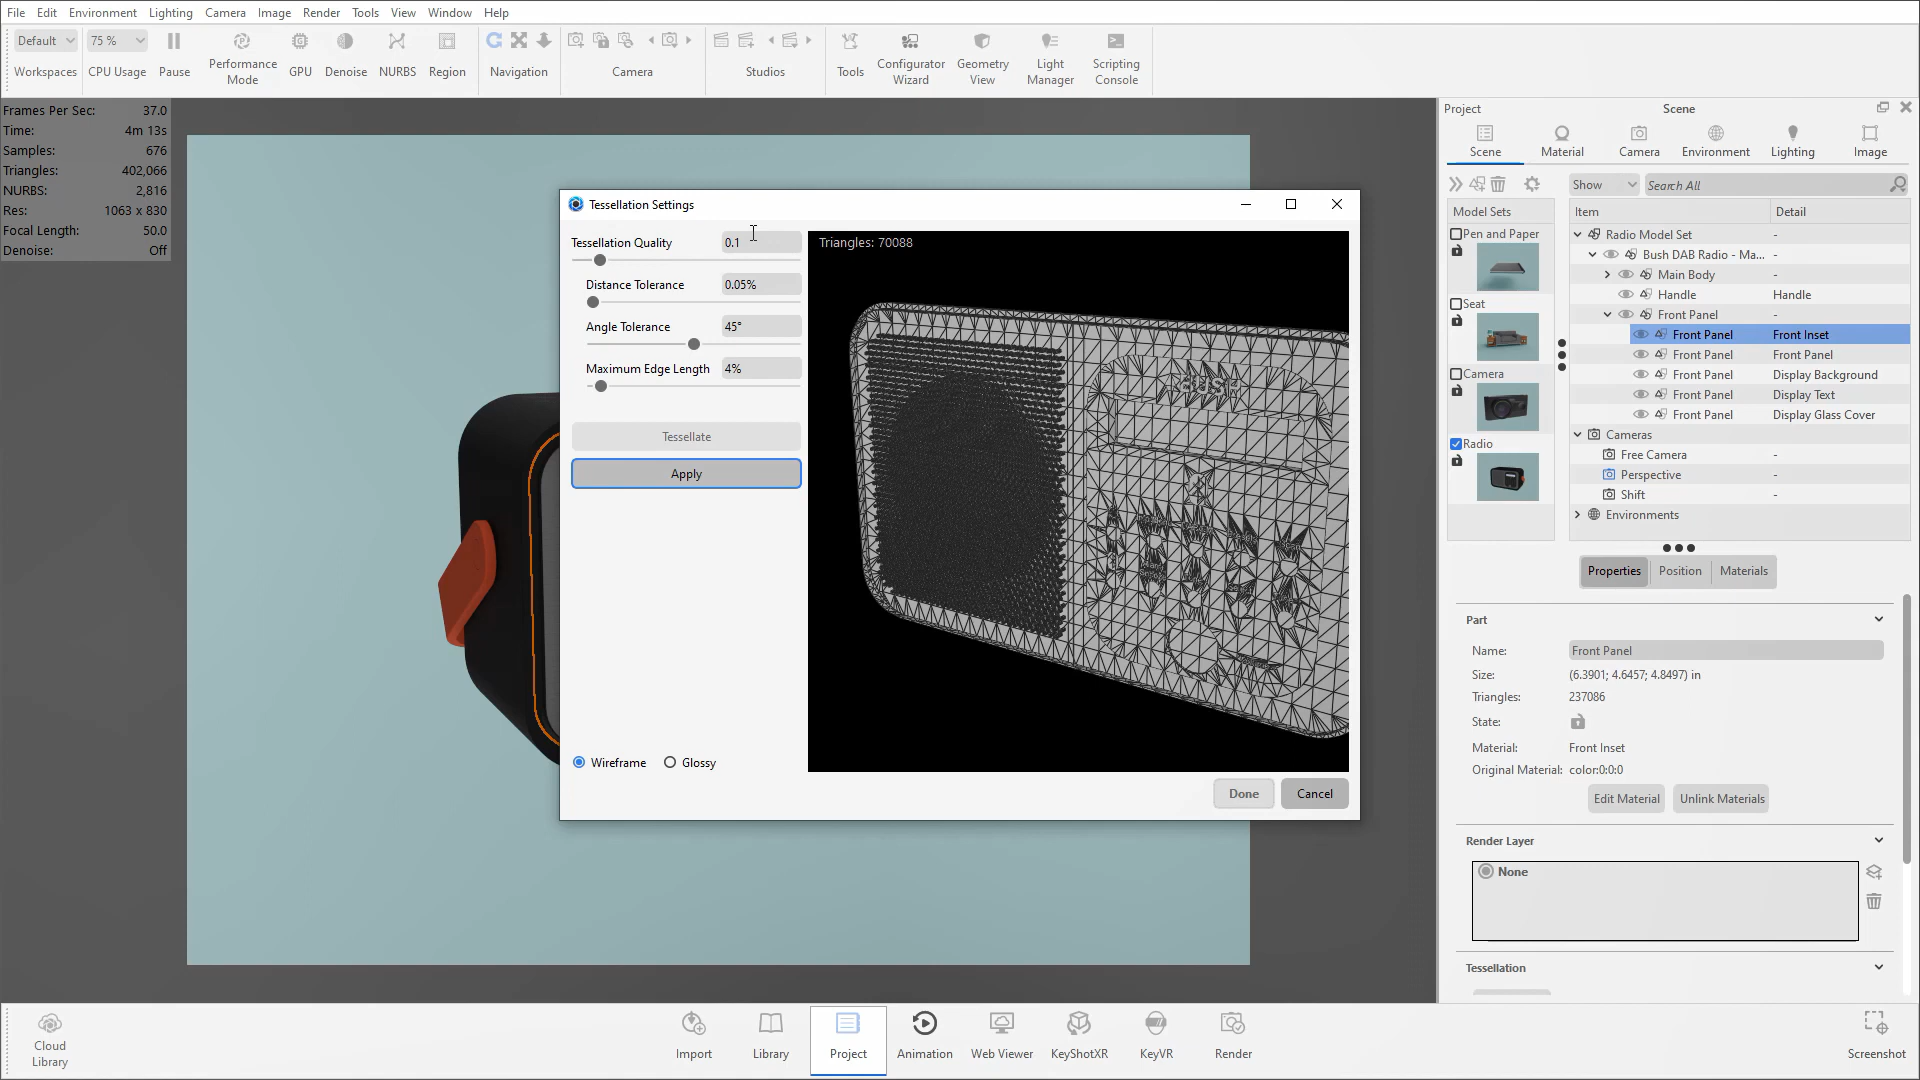 File Edit Environment Lighting Camera Image Render Tools View Window Help
Default 75 %
Workspaces CPU Usage Pause Performance Mode GPU Denoise NURBS Region Navigation Camera Studios Tools Configurator Wizard Geometry View Light Manager Scripting Console
Frames Per Sec: 37.0
Time: 4m 13s
Samples: 676
Triangles: 402,066
NURBS: 2,816
Res: 1063 x 830
Focal Length: 50.0
Denoise: Off
Tessellation Settings
Tessellation Quality 0.1
Distance Tolerance 0.05%
Angle Tolerance 45°
Maximum Edge Length 4%
Tessellate
Apply
Wireframe Glossy
Triangles: 70088
BUSH
Done Cancel
Project Scene
Scene Material Camera Environment Lighting Image
Show Search All
Model Sets
Pen and Paper
Seat
Camera
Radio
Item Detail
Radio Model Set -
Bush DAB Radio - Ma... -
Main Body -
Handle Handle
Front Panel -
Front Panel Front Inset
Front Panel Front Panel
Front Panel Display Background
Front Panel Display Text
Front Panel Display Glass Cover
Cameras -
Free Camera -
Perspective -
Shift -
Environments -
Properties Position Materials
Part
Name: Front Panel
Size: (6.3901; 4.6457; 4.8497) in
Triangles: 237086
State:
Material: Front Inset
Original Material: color:0:0:0
Edit Material Unlink Materials
Render Layer
None
Tessellation
Cloud Library
Import Library Project Animation Web Viewer KeyShotXR KeyVR Render
Screenshot